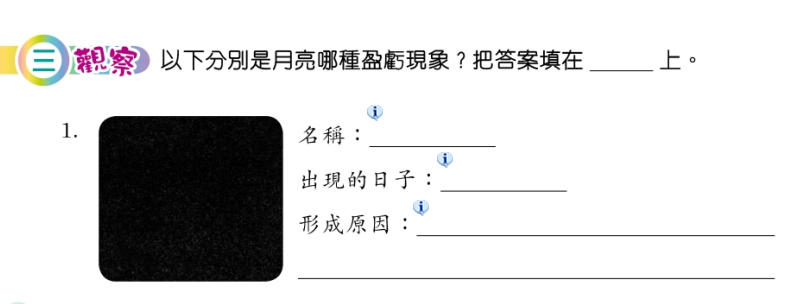 三 觀察 以下分別是月亮哪種盈虧現象？把答案填在 ______ 上。
1.
名稱：
出現的日子：
形成原因：